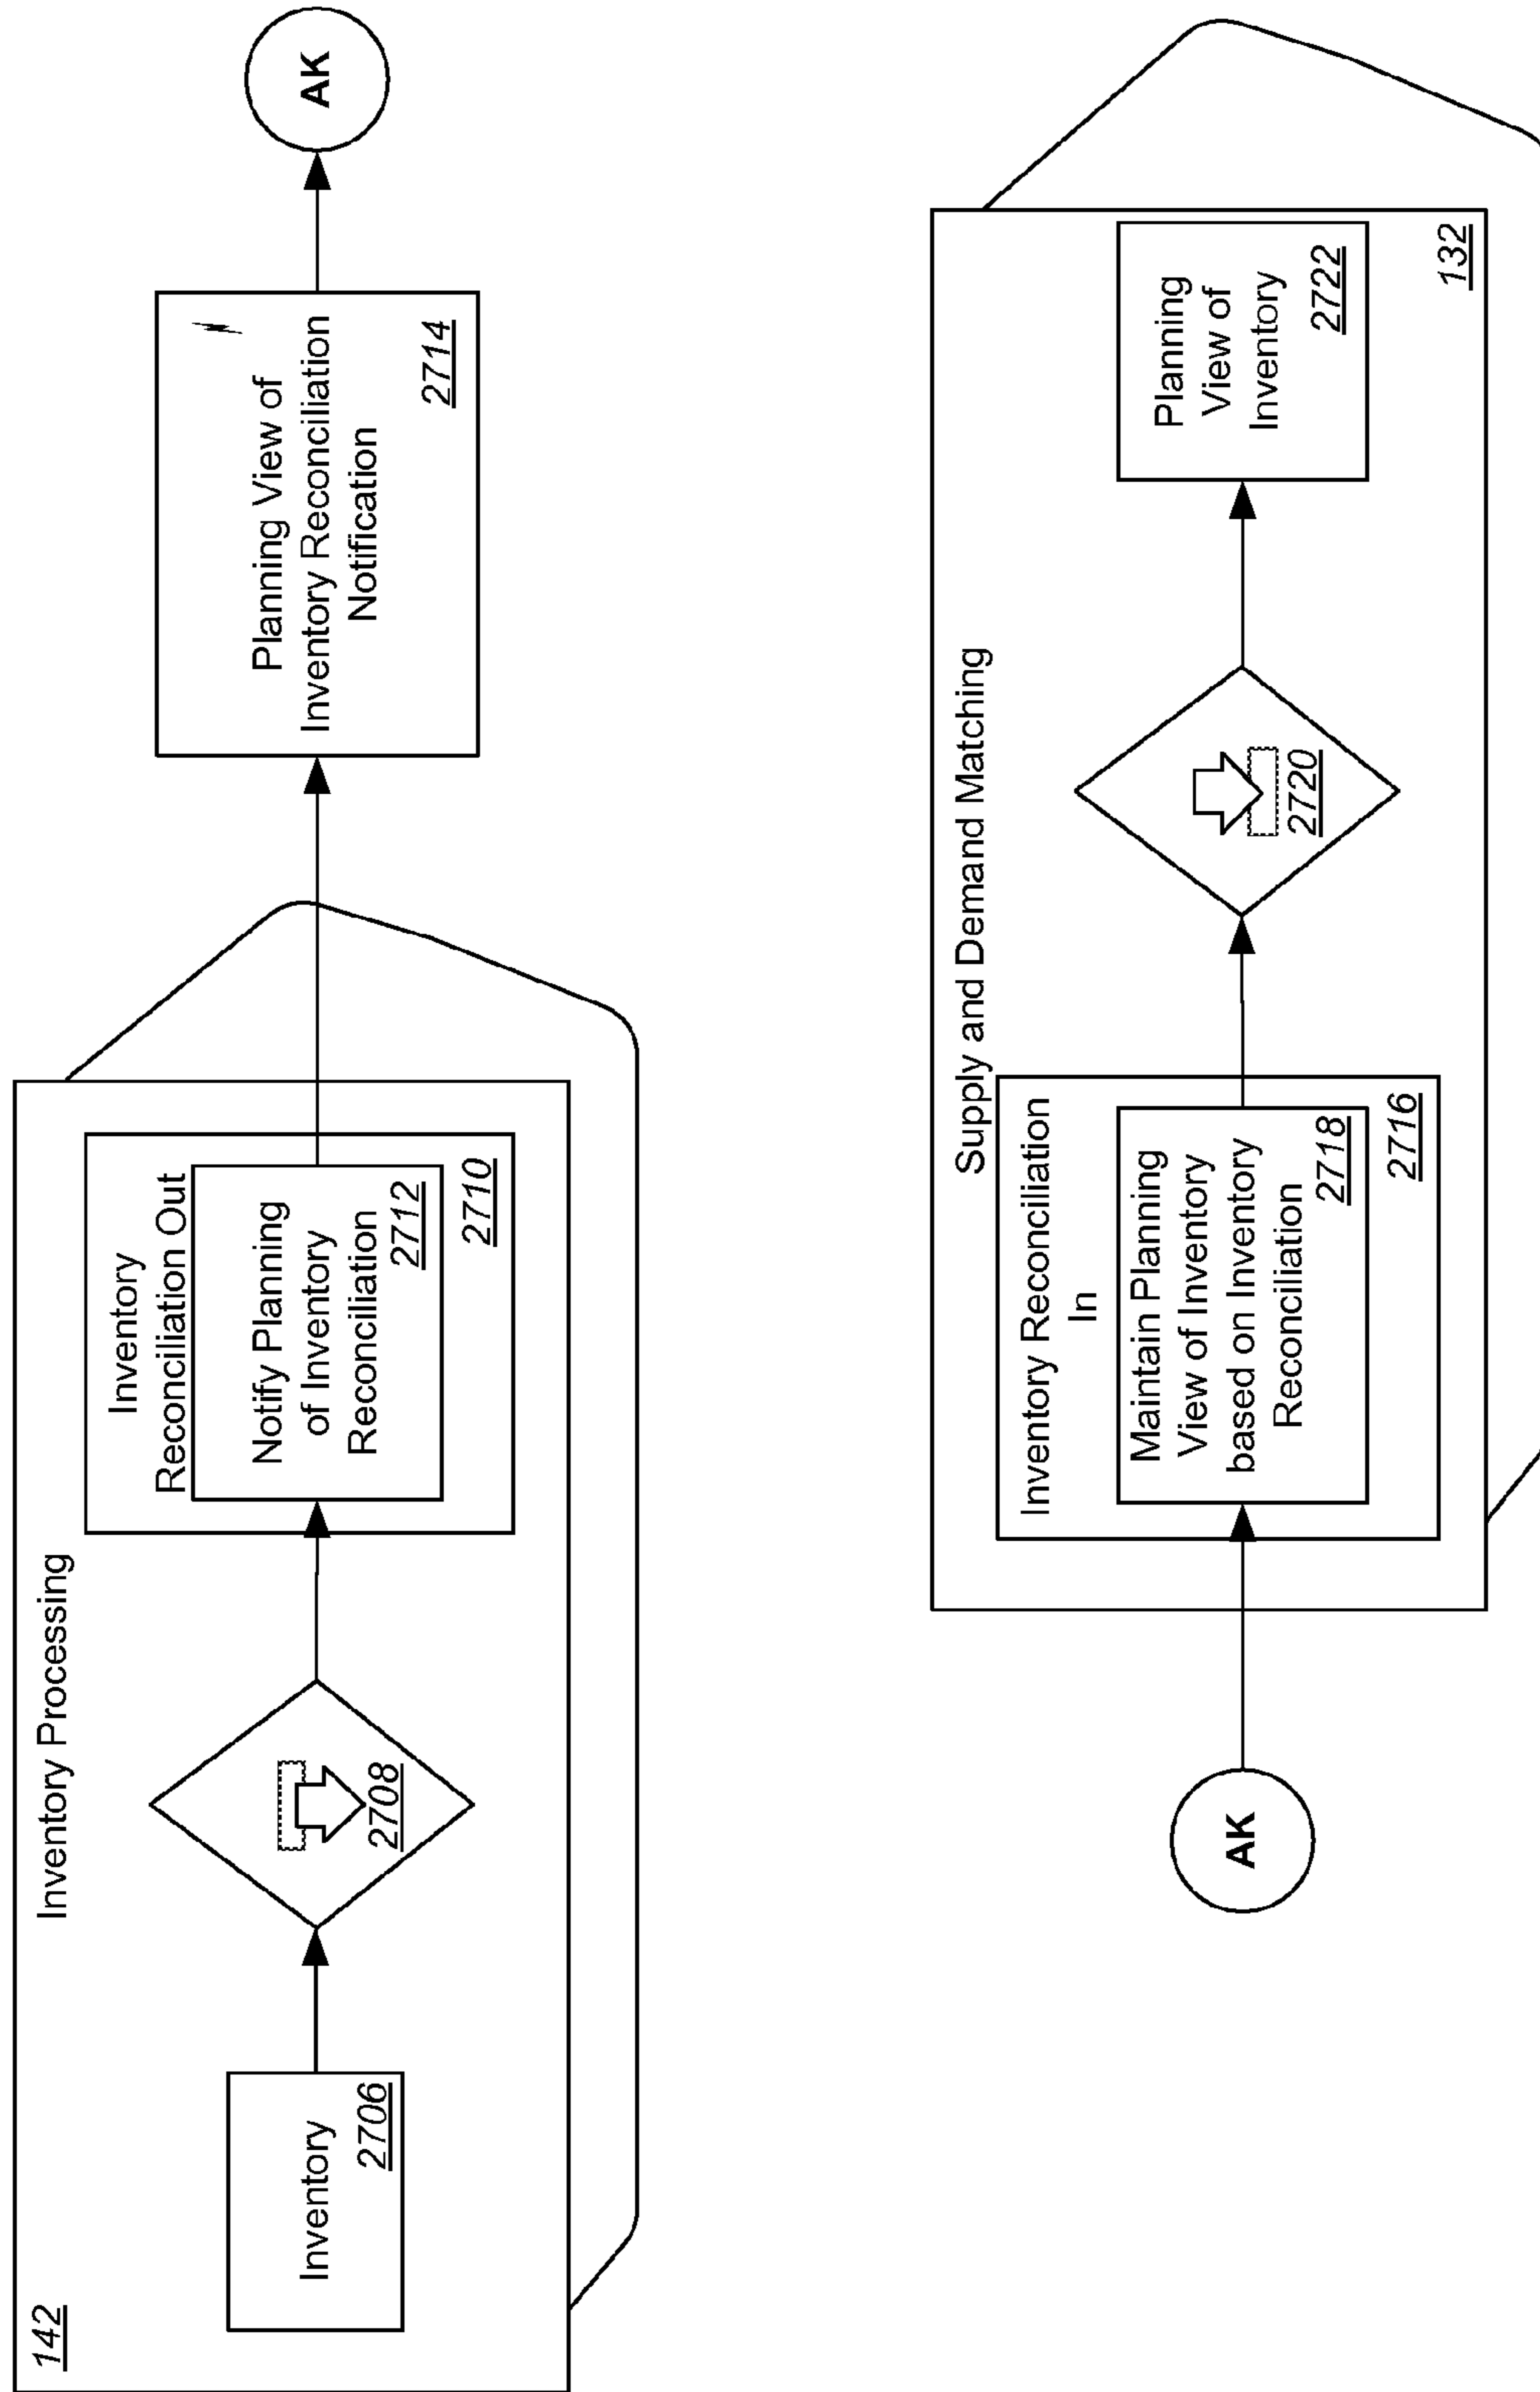 142
Inventory Processing
Inventory
2706
2708
Inventory
Reconciliation Out
Notify Planning
of Inventory
Reconciliation
2712
2710
Planning View of
Inventory Reconciliation
Notification
2714
AK
AK
Supply and Demand Matching
Inventory Reconciliation
In
Maintain Planning
View of Inventory
based on Inventory
Reconciliation
2718
2716
2720
Planning
View of
Inventory
2722
132